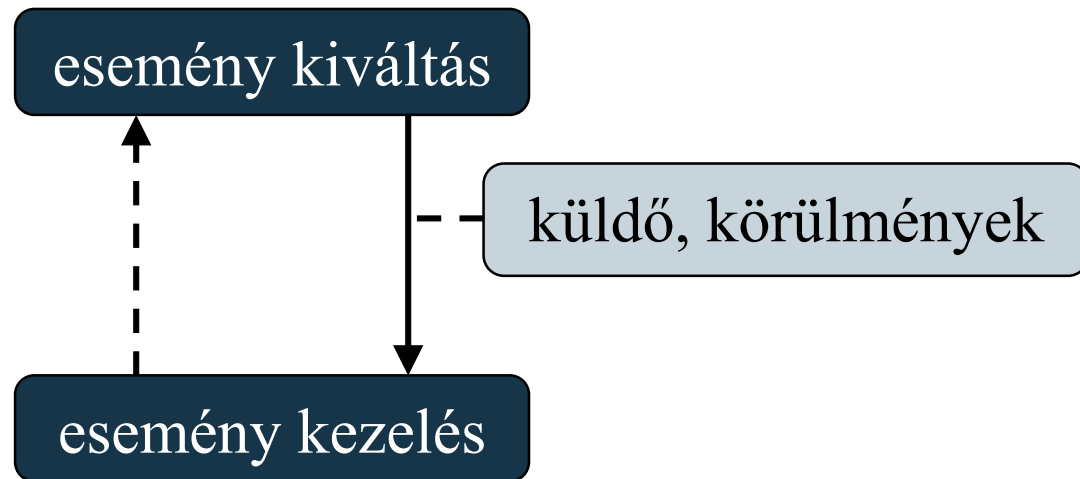 esemény kiváltás
küldő, körülmények
esemény kezelés